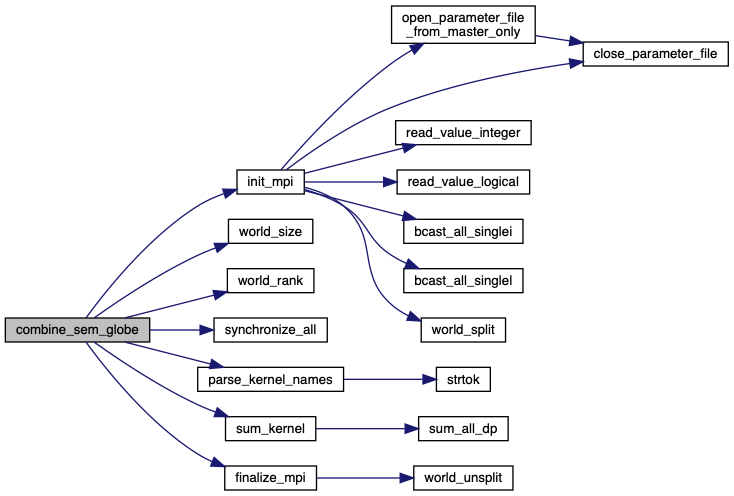 open_parameter_file
_from_master_only
close_parameter_file
read_value_integer
init_mpi
read_value_logical
world_size
bcast_all_singlei
world_rank
bcast_all_singlel
combine_sem_globe
synchronize_all
world_split
parse_kernel_names
strtok
sum_kernel
sum_all_dp
finalize_mpi
world_unsplit